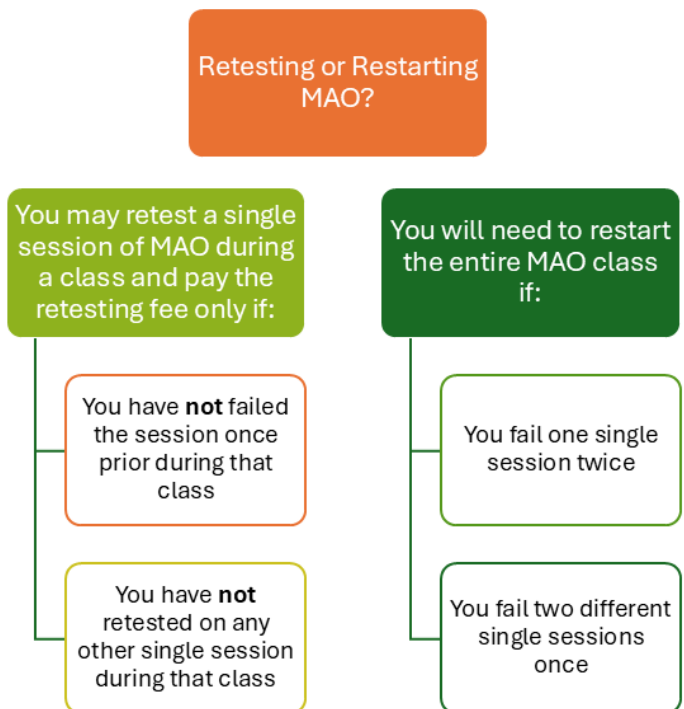 Retesting or Restarting
MAO?
You may retest a single
session of MAO during
a class and pay the
retesting fee only if:
You have not failed
the session once
prior during that
class
You have not
retested on any
other single session
during that class
You will need to restart
the entire MAO class
if:
You fail one single
session twice
You fail two different
single sessions
once